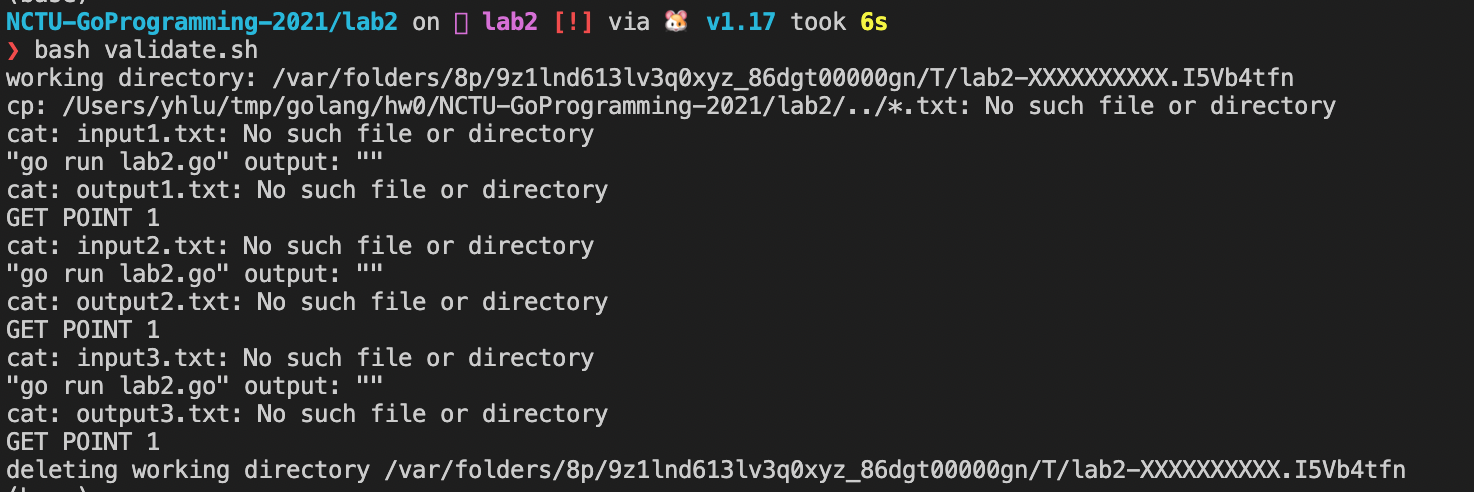 (base)
NCTU-GoProgramming-2021/lab2 on lab2 [!] via 🐹 v1.17 took 6s
❯ bash validate.sh
working directory: /var/folders/8p/9z1lnd613lv3q0xyz_86dgt00000gn/T/lab2-XXXXXXXXXX.I5Vb4tfn
cp: /Users/yhlu/tmp/golang/hw0/NCTU-GoProgramming-2021/lab2/../*.txt: No such file or directory
cat: input1.txt: No such file or directory
"go run lab2.go" output: ""
cat: output1.txt: No such file or directory
GET POINT 1
cat: input2.txt: No such file or directory
"go run lab2.go" output: ""
cat: output2.txt: No such file or directory
GET POINT 1
cat: input3.txt: No such file or directory
"go run lab2.go" output: ""
cat: output3.txt: No such file or directory
GET POINT 1
deleting working directory /var/folders/8p/9z1lnd613lv3q0xyz_86dgt00000gn/T/lab2-XXXXXXXXXX.I5Vb4tfn